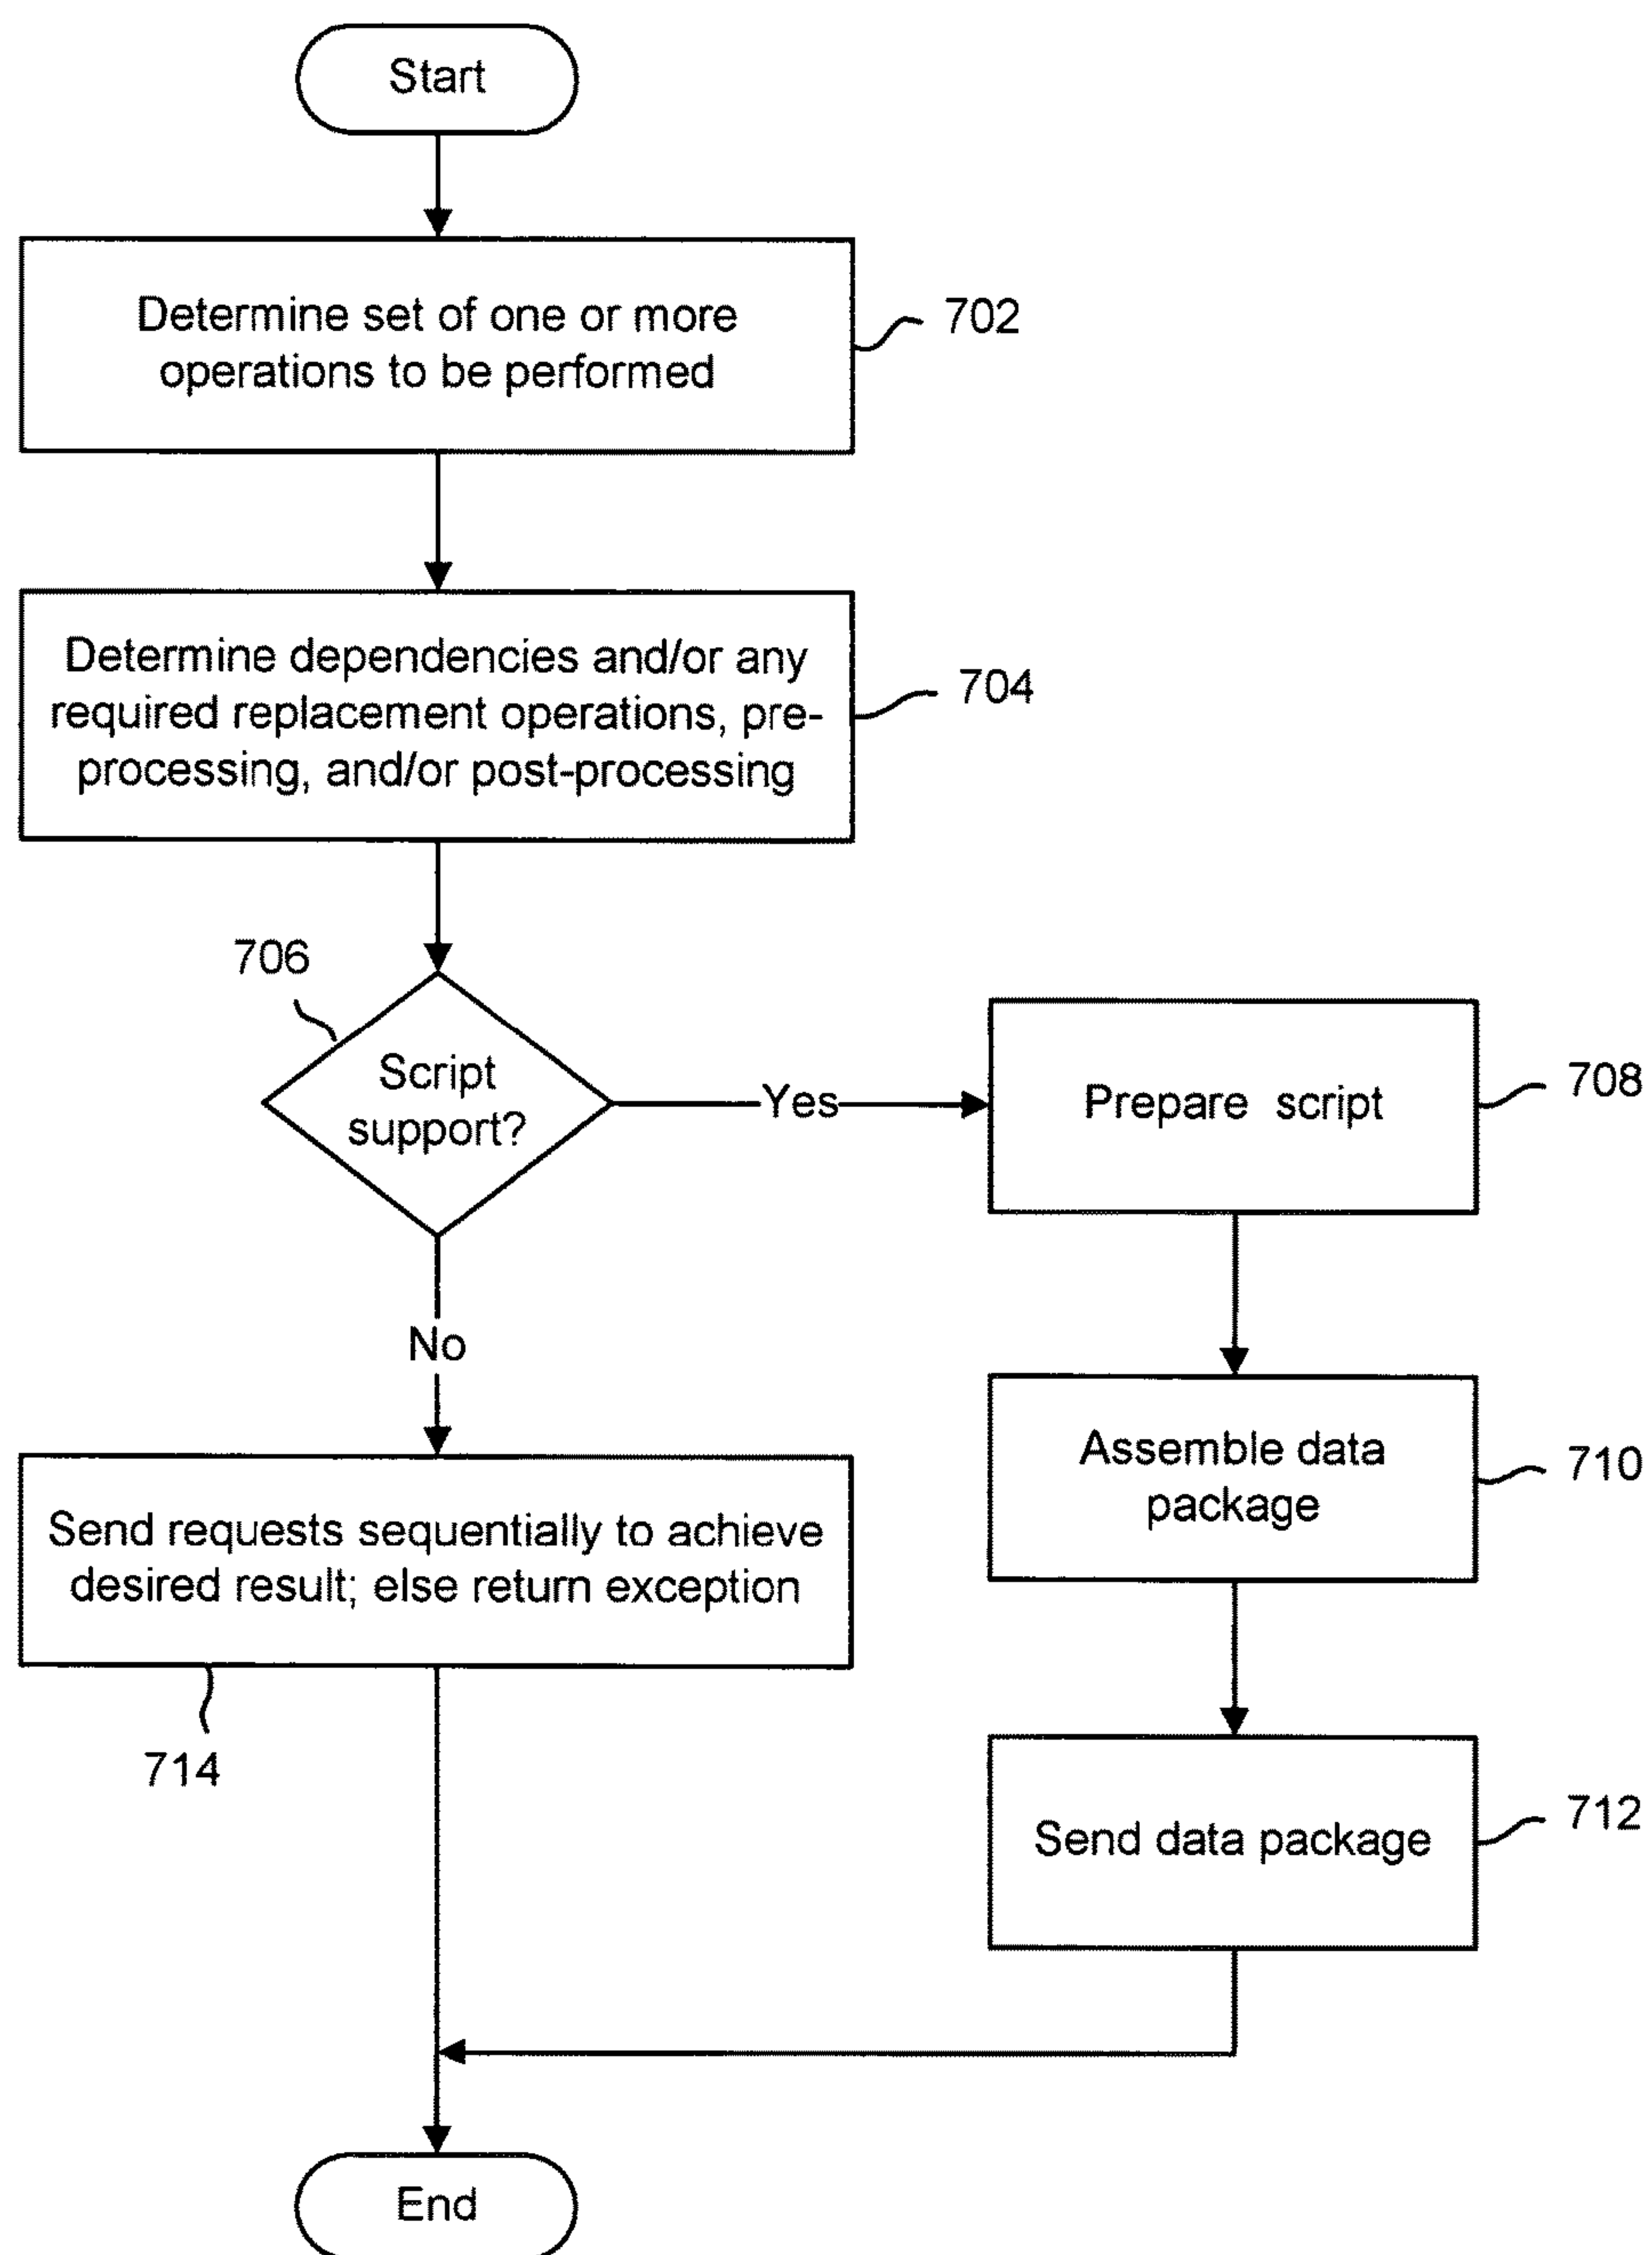 Start
Determine set of one or more
operations to be performed
702
Determine dependencies and/or any
required replacement operations, pre-
processing, and/or post-processing
704
706
Script
support?
Yes
Prepare script
708
No
Assemble data
package
710
Send requests sequentially to achieve
desired result; else return exception
714
Send data package
712
End